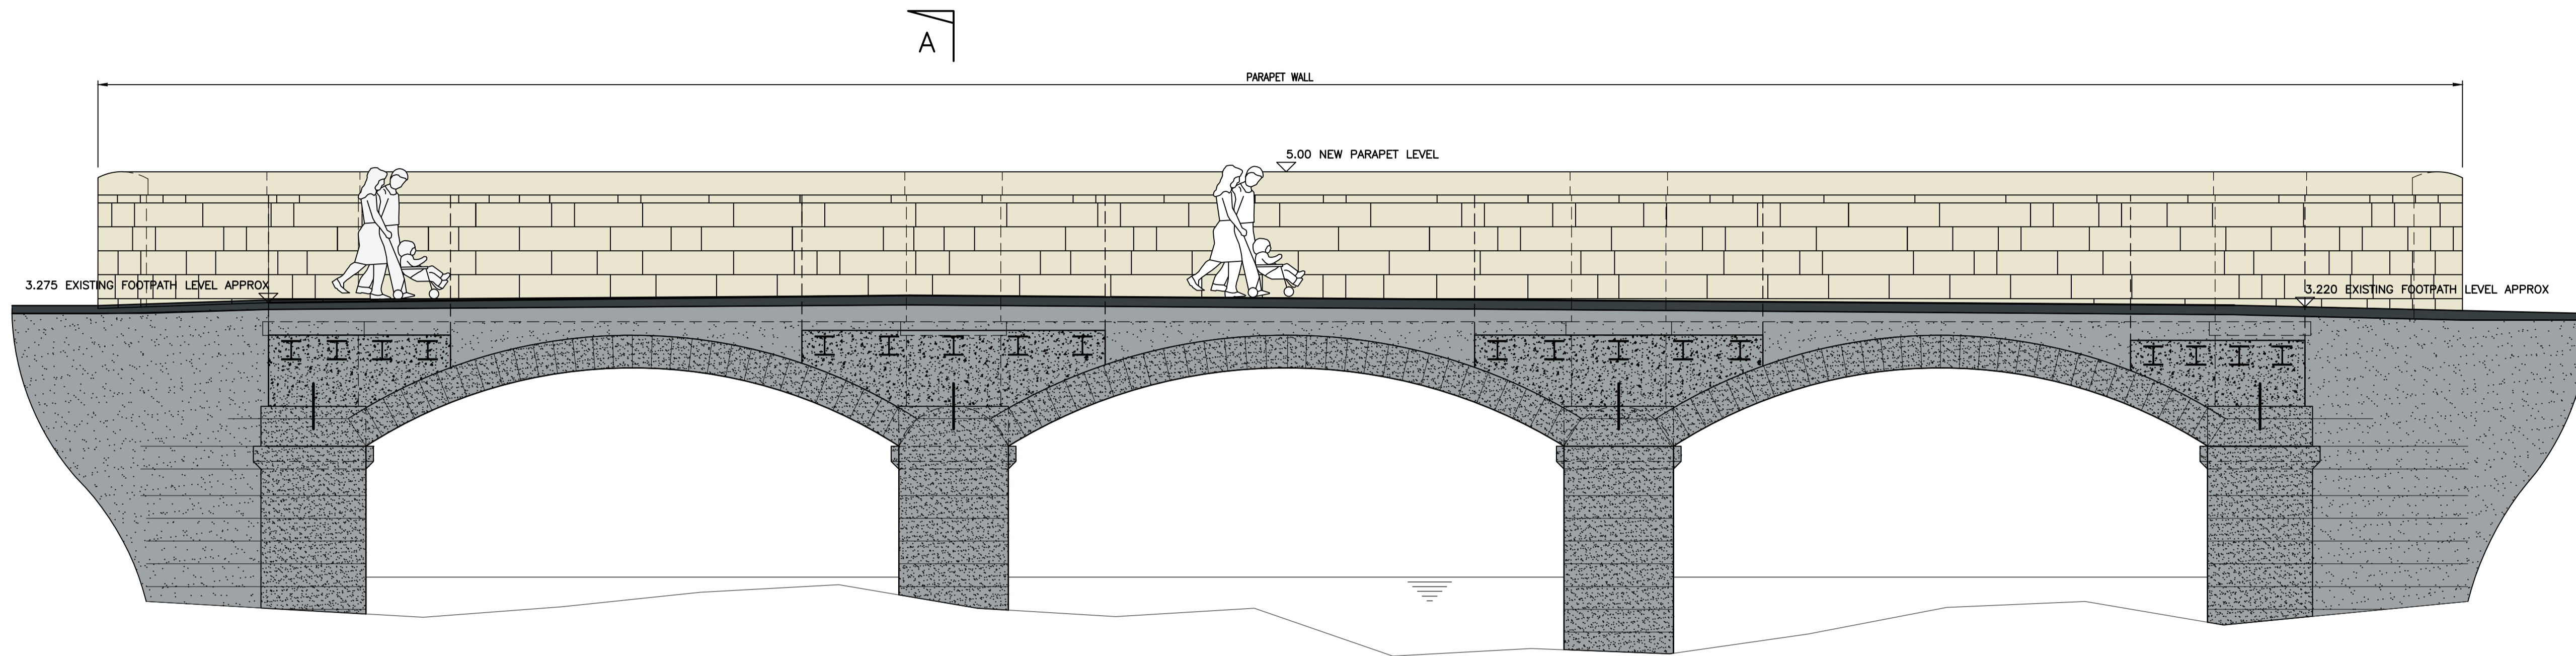 A
PARAPET WALL
5.00 NEW PARAPET LEVEL
3.275 EXISTING FOOTPATH LEVEL APPROX
3.220 EXISTING FOOTPATH LEVEL APPROX